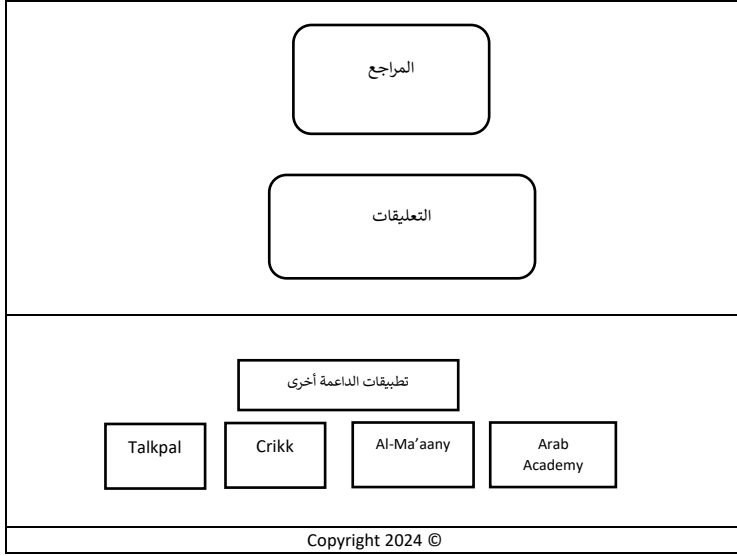 المراجع
التعليقات
تطبيقات الداعمة أخرى
Talkpal
Crikk
Al-Ma’aany
Arab
Academy
Copyright 2024 ©